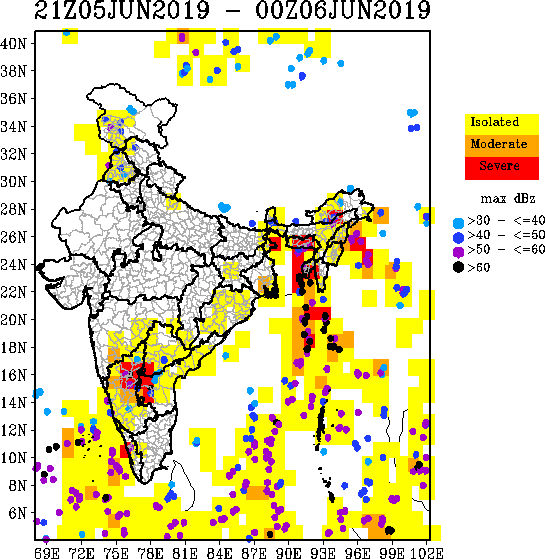 21Z05JUN2019 - 00Z06JUN2019
40N
38N
36N
34N
32N
30N
28N
26N
24N
22N
20N
18N
16N
14N
12N
10N
8N
6N
69E 72E 75E 78E 81E 84E 87E 90E 93E 96E 99E 102E
Isolated
Moderate
Severe
max dBz
>30 - <=40
>40 - <=50
>50 - <=60
>60